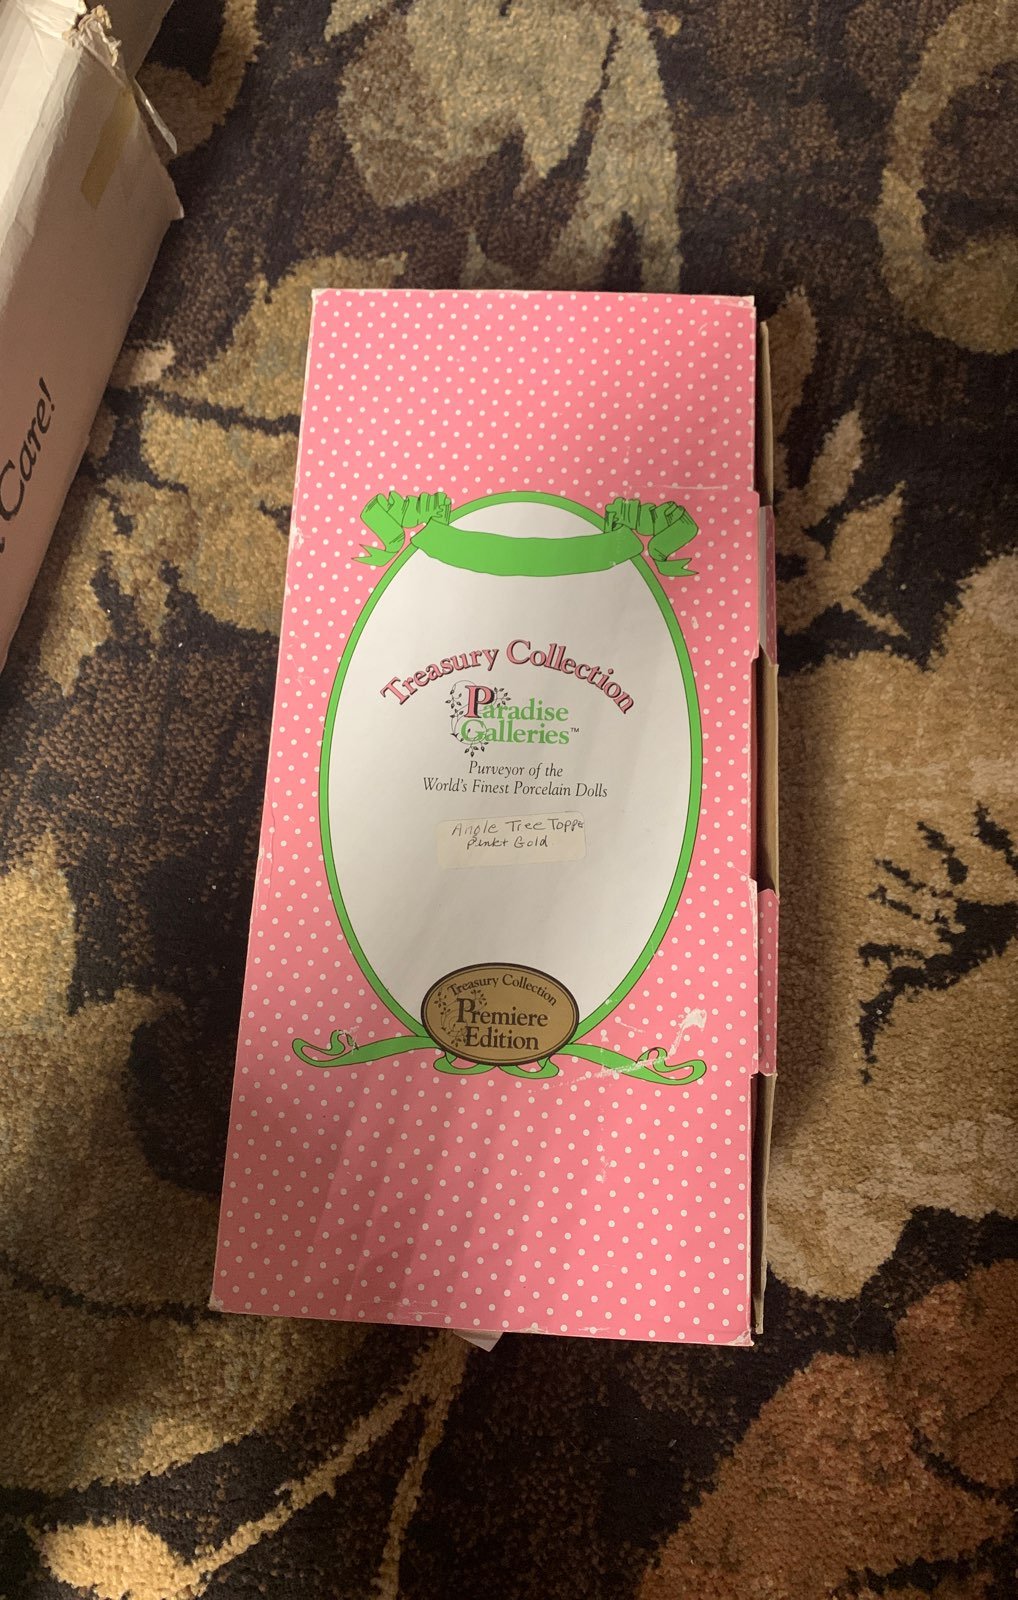 Care!
Treasury Collection
Paradise
Galleries™
Purveyor of the
World's Finest Porcelain Dolls
Angle Tree Toppe
Pink+ Gold
Treasury Collection
Premiere
Edition